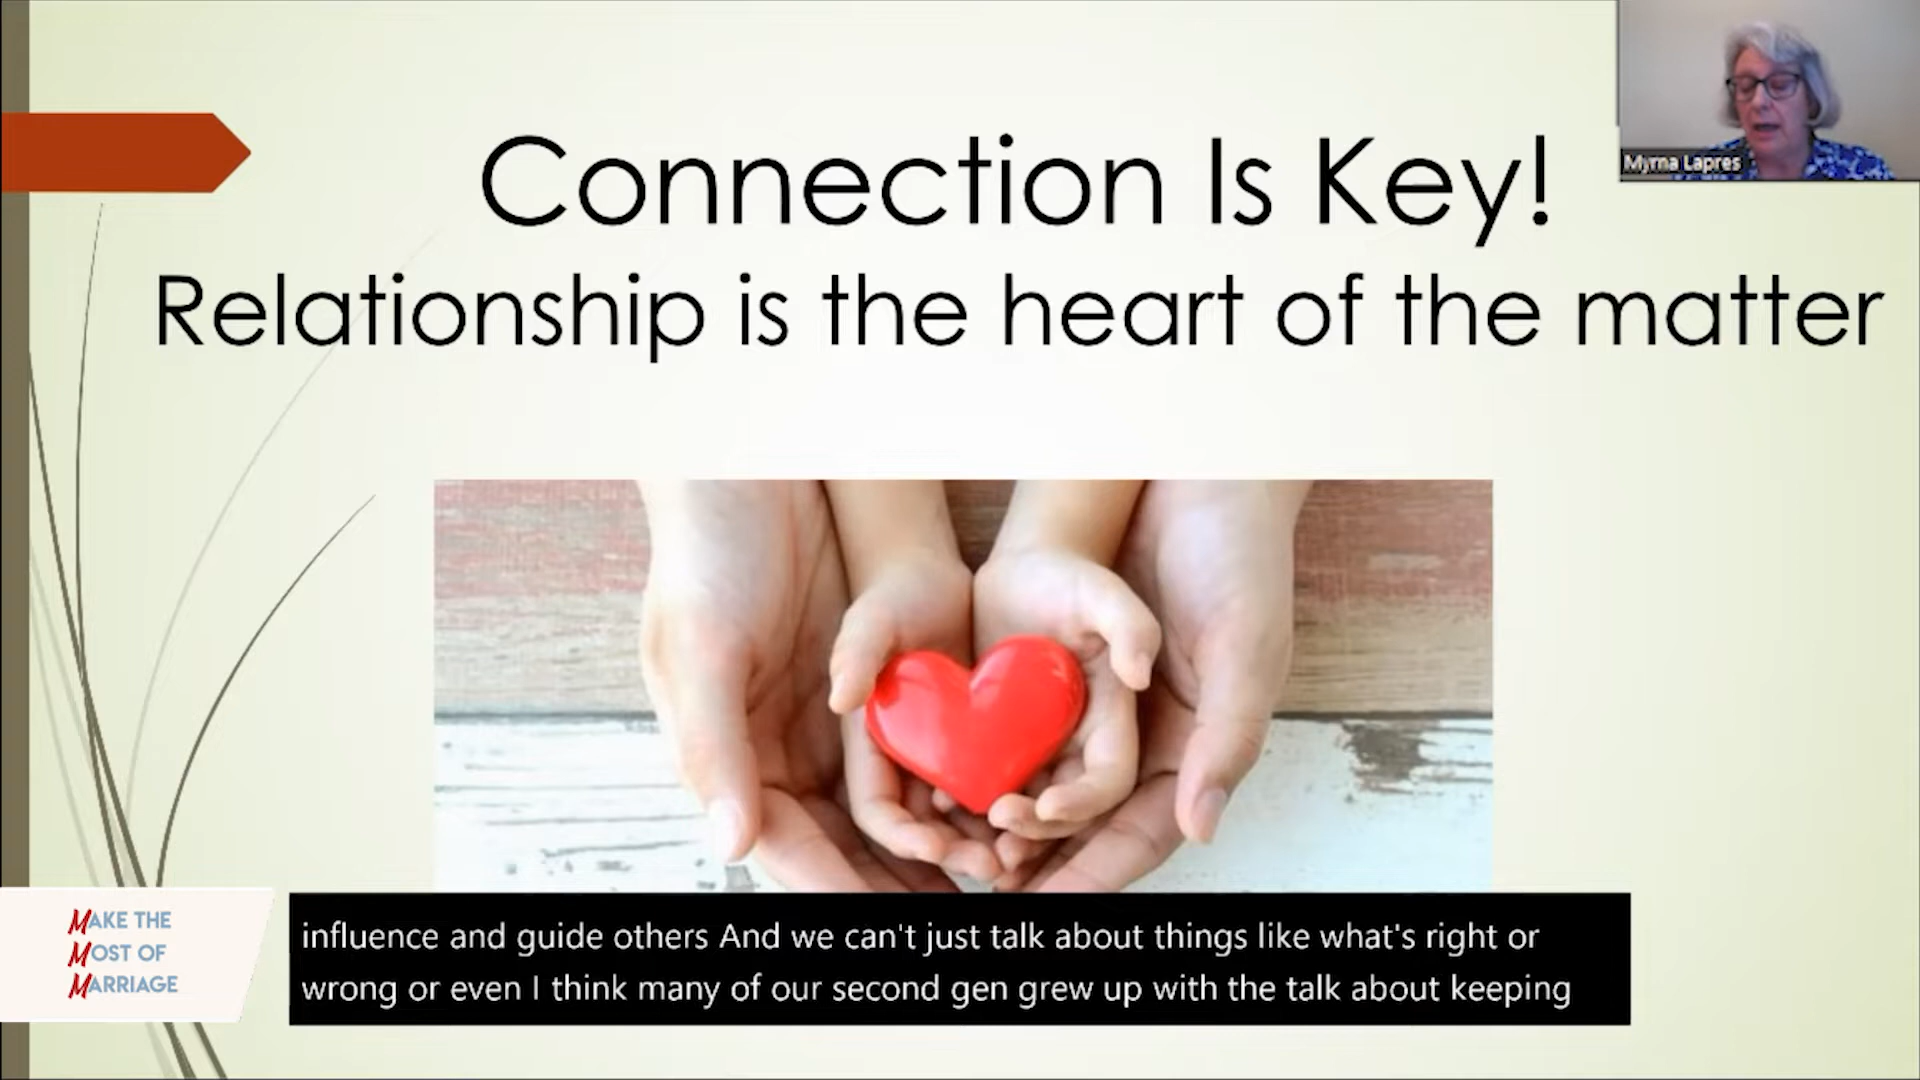 Connection Is Key!
Relationship is the heart of the matter
Myrna Lapres
MAKE THE
MOST OF
MARRIAGE
influence and guide others And we can't just talk about things like what's right or
wrong or even I think many of our second gen grew up with the talk about keeping